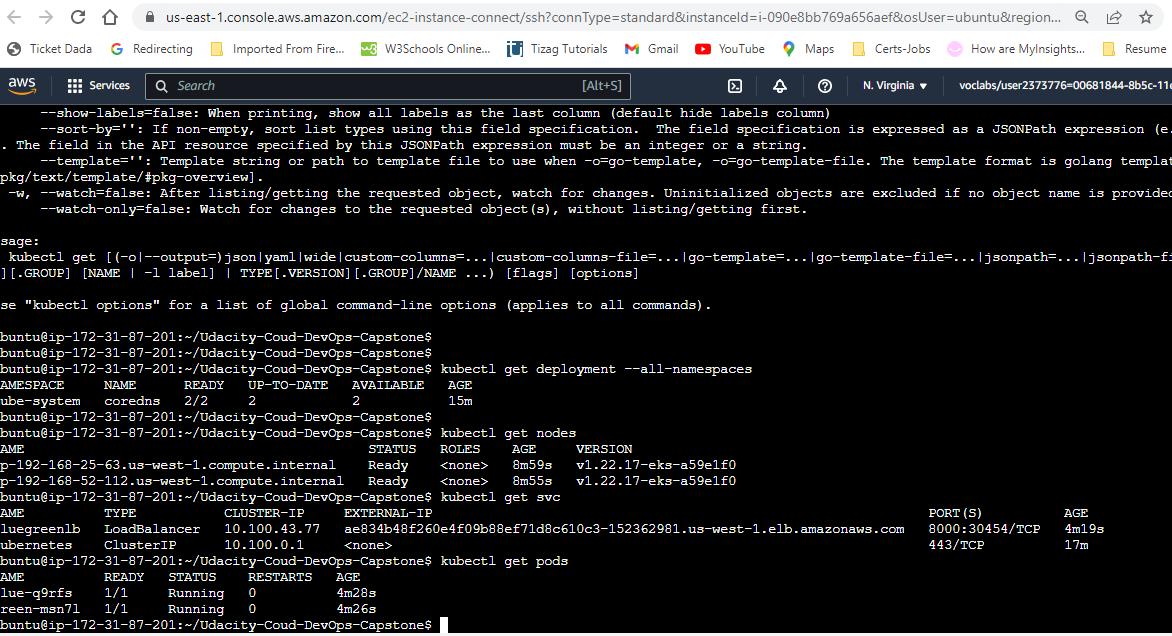 us-east-1.console.aws.amazon.com/ec2-instance-connect/ssh?connType=standard&instanceId=i-090e8bb769a656aef&osUser=ubuntu&region...
Ticket Dada Redirecting Imported From Fire... W3Schools Online... Tizag Tutorials Gmail YouTube Maps Certs-Jobs How are MyInsights... Resume
aws Services Search [Alt+S] N. Virginia voclabs/user2373776=00681844-8b5c-11
--show-labels=false: When printing, show all labels as the last column (default hide labels column)
--sort-by='': If non-empty, sort list types using this field specification.  The field specification is expressed as a JSONPath expression (e.
. The field in the API resource specified by this JSONPath expression must be an integer or a string.
--template='': Template string or path to template file to use when -o=go-template, -o=go-template-file. The template format is golang templat
pkg/text/template/#pkg-overview].
-w, --watch=false: After listing/getting the requested object, watch for changes. Uninitialized objects are excluded if no object name is provide
--watch-only=false: Watch for changes to the requested object(s), without listing/getting first.
sage:
kubectl get [(-o|--output=)json|yaml|wide|custom-columns=...|custom-columns-file=...|go-template=...|go-template-file=...|jsonpath=...|jsonpath-fi
][.GROUP] [NAME | -l label] | TYPE[.VERSION][.GROUP]/NAME ...) [flags] [options]
se "kubectl options" for a list of global command-line options (applies to all commands).
buntu@ip-172-31-87-201:~/Udacity-Coud-DevOps-Capstone$
buntu@ip-172-31-87-201:~/Udacity-Coud-DevOps-Capstone$
buntu@ip-172-31-87-201:~/Udacity-Coud-DevOps-Capstone$ kubectl get deployment --all-namespaces
AMESPACE NAME READY UP-TO-DATE AVAILABLE AGE
ube-system coredns 2/2 2 2 15m
buntu@ip-172-31-87-201:~/Udacity-Coud-DevOps-Capstone$
buntu@ip-172-31-87-201:~/Udacity-Coud-DevOps-Capstone$ kubectl get nodes
AME STATUS ROLES AGE VERSION
p-192-168-25-63.us-west-1.compute.internal Ready <none> 8m59s v1.22.17-eks-a59e1f0
p-192-168-52-112.us-west-1.compute.internal Ready <none> 8m55s v1.22.17-eks-a59e1f0
buntu@ip-172-31-87-201:~/Udacity-Coud-DevOps-Capstone$ kubectl get svc
AME TYPE CLUSTER-IP EXTERNAL-IP PORT(S) AGE
luegreenlb LoadBalancer 10.100.43.77 ae834b48f260e4f09b88ef71d8c610c3-152362981.us-west-1.elb.amazonaws.com 8000:30454/TCP 4m19s
ubernetes ClusterIP 10.100.0.1 <none> 443/TCP 17m
buntu@ip-172-31-87-201:~/Udacity-Coud-DevOps-Capstone$ kubectl get pods
AME READY STATUS RESTARTS AGE
lue-q9rfs 1/1 Running 0 4m28s
reen-msn7l 1/1 Running 0 4m26s
buntu@ip-172-31-87-201:~/Udacity-Coud-DevOps-Capstone$